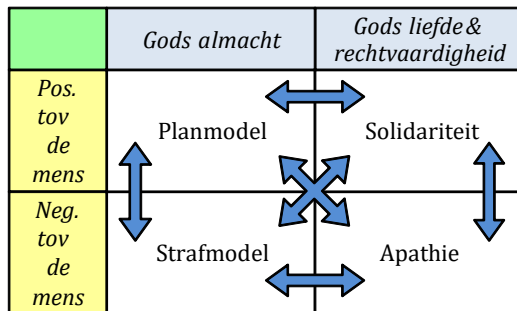 Gods almacht
Gods liefde &
rechtvaardigheid
Pos.
tov
de
mens
Planmodel
Solidariteit
Neg.
tov
de
mens
Strafmodel
Apathie